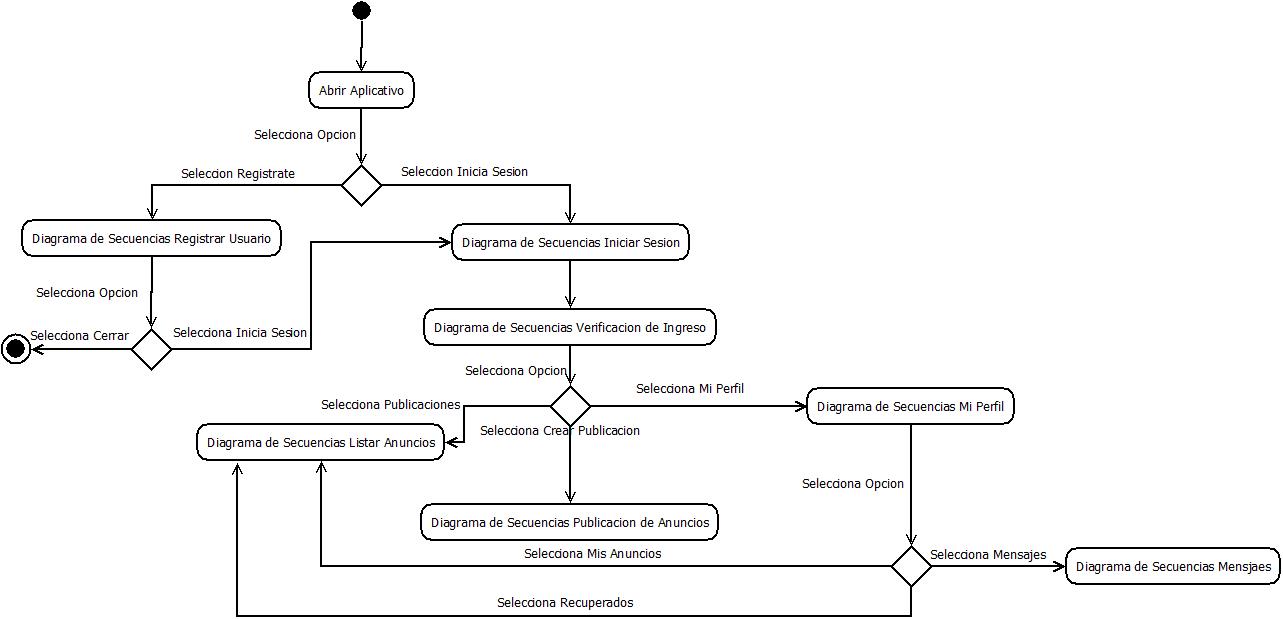 Abrir Aplicativo
Selecciona Opcion
Seleccion Registrate
Seleccion Inicia Sesion
Diagrama de Secuencias Registrar Usuario
Diagrama de Secuencias Iniciar Sesion
Selecciona Opcion
Selecciona Cerrar
Selecciona Inicia Sesion
Diagrama de Secuencias Verificacion de Ingreso
Selecciona Opcion
Selecciona Mi Perfil
Selecciona Publicaciones
Diagrama de Secuencias Mi Perfil
Selecciona Crear Publicacion
Diagrama de Secuencias Listar Anuncios
Selecciona Opcion
Diagrama de Secuencias Publicacion de Anuncios
Selecciona Mis Anuncios
Selecciona Mensajes
Diagrama de Secuencias Mensjaes
Selecciona Recuperados